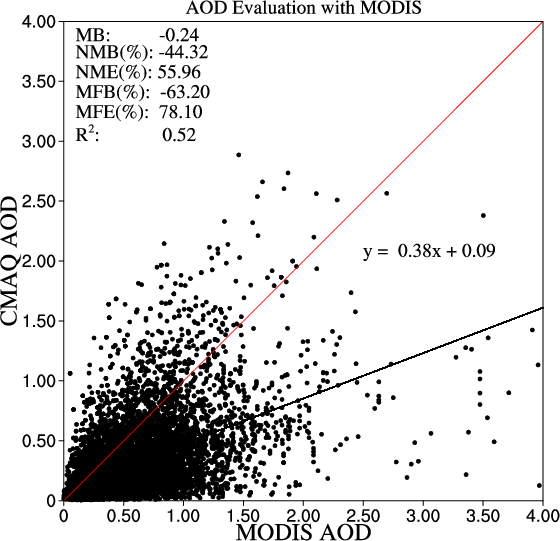 AOD Evaluation with MODIS
4.00
MB: -0.24
NMB(%): -44.32
3.50
NME(%): 55.96
MFB(%): -63.20
MFE(%): 78.10
3.00
R²: 0.52
2.50
y = 0.38x + 0.09
2.00
CMAQ AOD
1.50
1.00
0.50
0
0 0.50 1.00 1.50 2.00 2.50 3.00 3.50 4.00
MODIS AOD